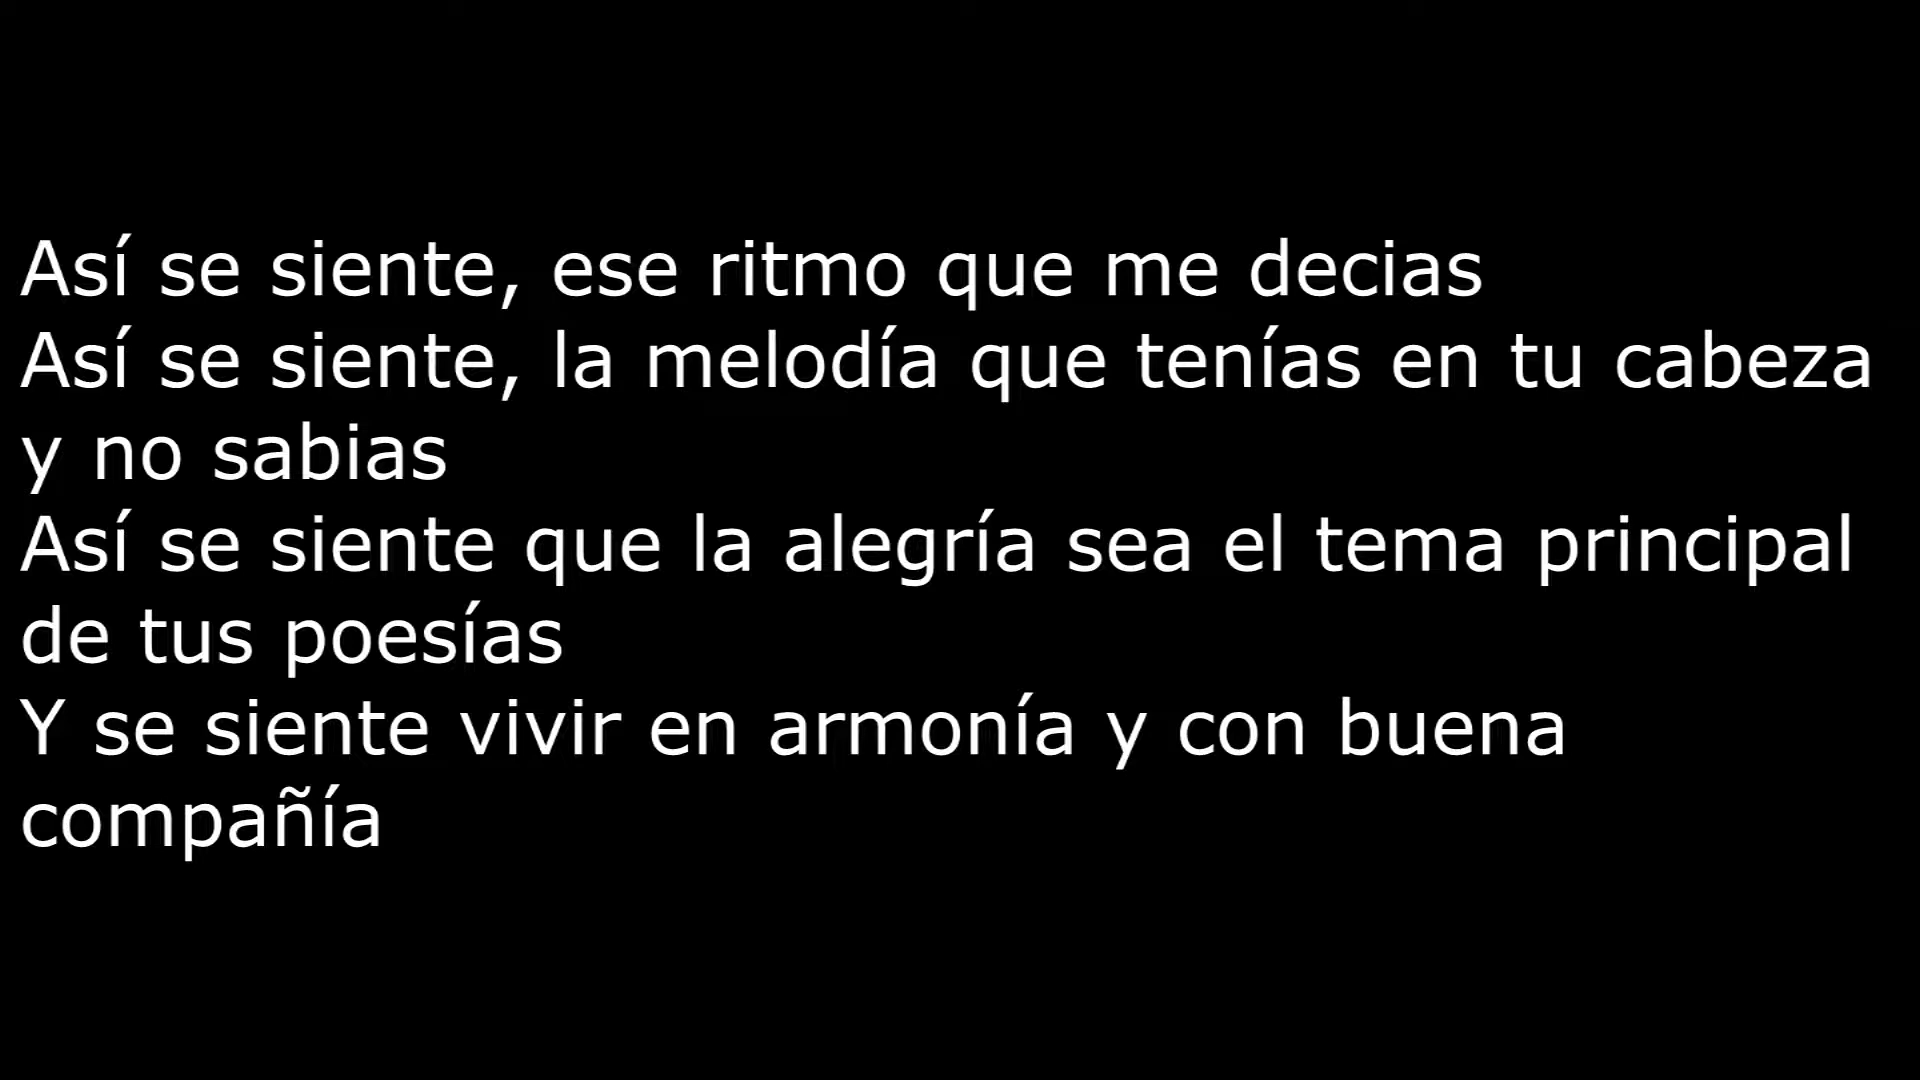 Así se siente, ese ritmo que me decias
Así se siente, la melodía que tenías en tu cabeza
y no sabias
Así se siente que la alegría sea el tema principal
de tus poesías
Y se siente vivir en armonía y con buena
compañía